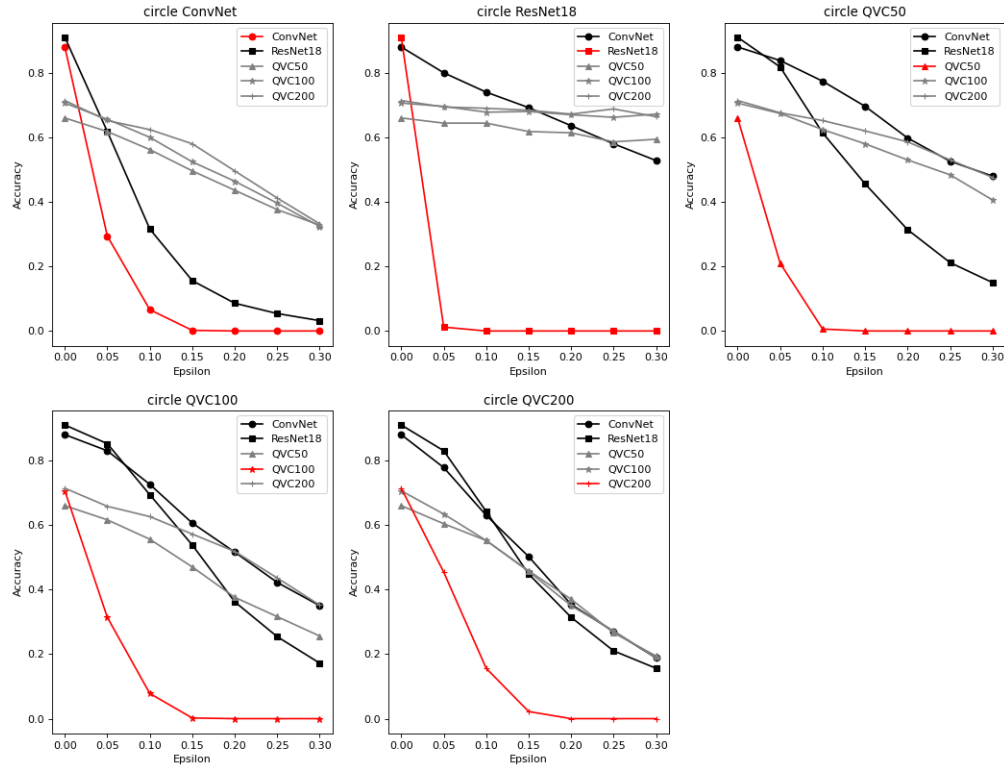 circle ConvNet
ConvNet
ResNet18
QVC50
QVC100
QVC200
Accuracy
0.8
0.6
0.4
0.2
0.0
0.00 0.05 0.10 0.15 0.20 0.25 0.30
Epsilon
circle ResNet18
ConvNet
ResNet18
QVC50
QVC100
QVC200
Accuracy
0.8
0.6
0.4
0.2
0.0
0.00 0.05 0.10 0.15 0.20 0.25 0.30
Epsilon
circle QVC50
ConvNet
ResNet18
QVC50
QVC100
QVC200
Accuracy
0.8
0.6
0.4
0.2
0.0
0.00 0.05 0.10 0.15 0.20 0.25 0.30
Epsilon
circle QVC100
ConvNet
ResNet18
QVC50
QVC100
QVC200
Accuracy
0.8
0.6
0.4
0.2
0.0
0.00 0.05 0.10 0.15 0.20 0.25 0.30
Epsilon
circle QVC200
ConvNet
ResNet18
QVC50
QVC100
QVC200
Accuracy
0.8
0.6
0.4
0.2
0.0
0.00 0.05 0.10 0.15 0.20 0.25 0.30
Epsilon